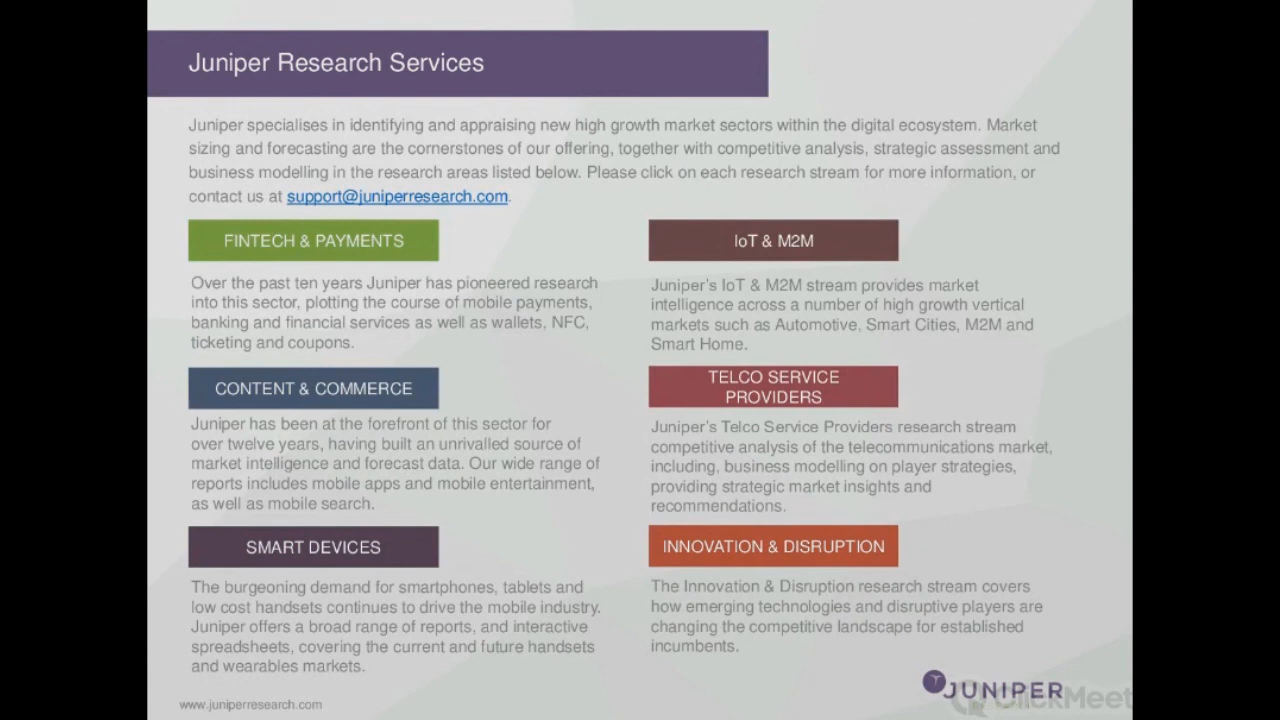 Juniper Research Services
Juniper specialises in identifying and appraising new high growth market sectors within the digital ecosystem. Market
sizing and forecasting are the cornerstones of our offering, together with competitive analysis, strategic assessment and
business modelling in the research areas listed below. Please click on each research stream for more information, or
contact us at support@juniperresearch.com.
FINTECH & PAYMENTS
Over the past ten years Juniper has pioneered research
into this sector, plotting the course of mobile payments,
banking and financial services as well as wallets, NFC,
ticketing and coupons.
CONTENT & COMMERCE
Juniper has been at the forefront of this sector for
over twelve years, having built an unrivalled source of
market intelligence and forecast data. Our wide range of
reports includes mobile apps and mobile entertainment,
as well as mobile search.
SMART DEVICES
The burgeoning demand for smartphones, tablets and
low cost handsets continues to drive the mobile industry.
Juniper offers a broad range of reports, and interactive
spreadsheets, covering the current and future handsets
and wearables markets.
IoT & M2M
Juniper's IoT & M2M stream provides market
intelligence across a number of high growth vertical
markets such as Automotive, Smart Cities, M2M and
Smart Home.
TELCO SERVICE
PROVIDERS
Juniper's Telco Service Providers research stream
competitive analysis of the telecommunications market,
including, business modelling on player strategies,
providing strategic market insights and
recommendations.
INNOVATION & DISRUPTION
The Innovation & Disruption research stream covers
how emerging technologies and disruptive players are
changing the competitive landscape for established
incumbents.
www.juniperresearch.com
JUNIPER
ClickMeet